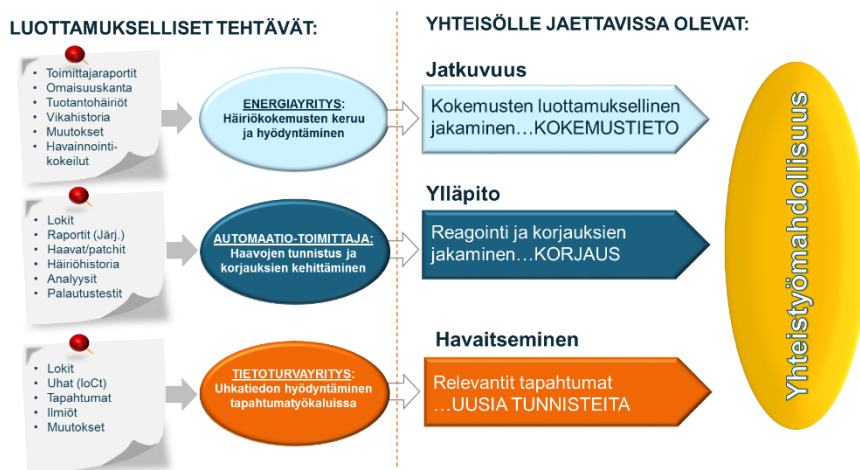 LUOTTAMUKSELLISET TEHTÄVÄT:
YHTEISÖLLE JAETTAVISSA OLEVAT:
• Toimittajaraportit
• Omaisuuskanta
• Tuotantohäiriöt
• Vikahistoria
• Muutokset
• Havainnointi-
kokeilut
ENERGIAYRITYS:
Häiriökokemusten keruu
ja hyödyntäminen
Jatkuvuus
Kokemusten luottamuksellinen
jakaminen…KOKEMUSTIETO
• Lokit
• Raportit (Järj.)
• Haavat/patchit
• Häiriöhistoria
• Analyysit
• Palautustestit
AUTOMAATIO-TOIMITTAJA:
Haavojen tunnistus ja
korjauksien kehittäminen
Ylläpito
Reagointi ja korjauksien
jakaminen…KORJAUS
• Lokit
• Uhat (IoCt)
• Tapahtumat
• Ilmiöt
• Muutokset
TIETOTURVAYRITYS:
Uhkatiedon hyödyntäminen
tapahtumatyökaluissa
Havaitseminen
Relevantit tapahtumat
…UUSIA TUNNISTEITA
Yhteistyömahdollisuus